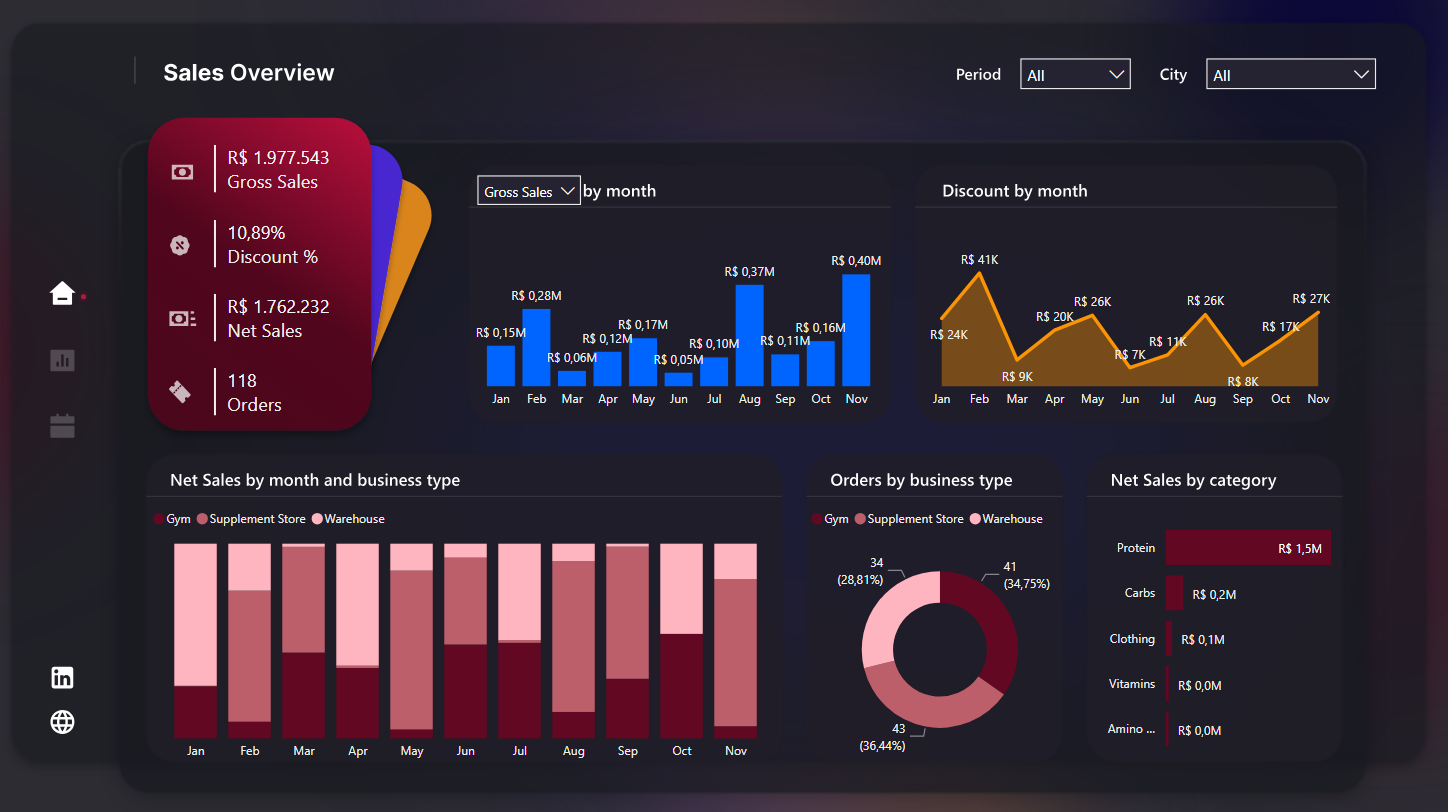 Sales Overview
Period
All
City
All
R$ 1.977.543
Gross Sales
10,89%
Discount %
R$ 1.762.232
Net Sales
118
Orders
Gross Sales by month
R$ 0,15M
R$ 0,28M
R$ 0,06M
R$ 0,12M
R$ 0,17M
R$ 0,05M
R$ 0,10M
R$ 0,37M
R$ 0,11M
R$ 0,16M
R$ 0,40M
Jan Feb Mar Apr May Jun Jul Aug Sep Oct Nov
Discount by month
R$ 24K
R$ 41K
R$ 9K
R$ 20K
R$ 26K
R$ 7K
R$ 11K
R$ 26K
R$ 8K
R$ 17K
R$ 27K
Jan Feb Mar Apr May Jun Jul Aug Sep Oct Nov
Net Sales by month and business type
Gym Supplement Store Warehouse
Jan Feb Mar Apr May Jun Jul Aug Sep Oct Nov
Orders by business type
Gym Supplement Store Warehouse
34
(28,81%)
41
(34,75%)
43
(36,44%)
Net Sales by category
Protein R$ 1,5M
Carbs R$ 0,2M
Clothing R$ 0,1M
Vitamins R$ 0,0M
Amino ... R$ 0,0M
in